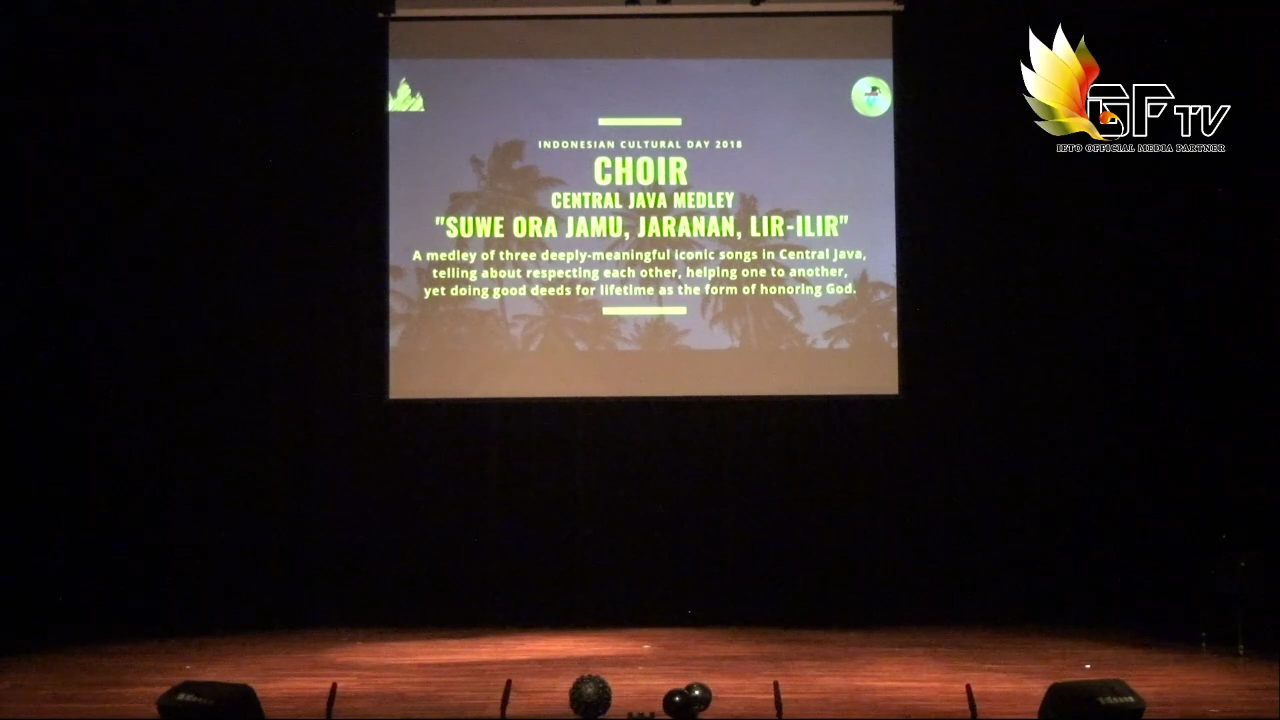 INDONESIAN CULTURAL DAY 2018
CHOIR
CENTRAL JAVA MEDLEY
"SUWE ORA JAMU, JARANAN, LIR-ILIR"
A medley of three deeply-meaningful iconic songs in Central Java,
telling about respecting each other, helping one to another,
yet doing good deeds for lifetime as the form of honoring God.
GF TV
IETO OFFICIAL MEDIA PARTNER